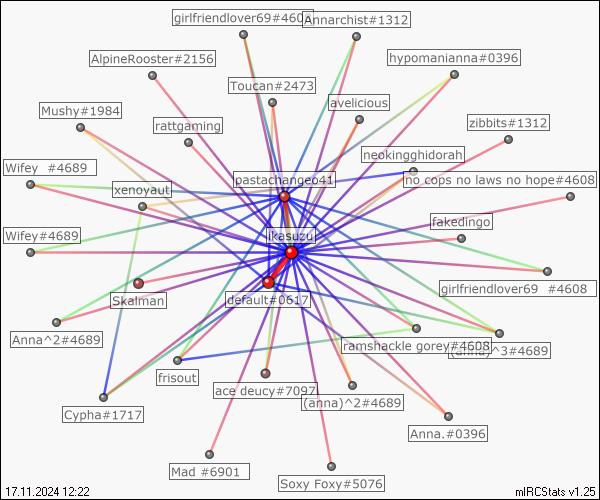 girlfriendlover69#4608
Annarchist#1312
AlpineRooster#2156
hypomanianna#0396
Toucan#2473
avelicious
Mushy#1984
rattgaming
zibbits#1312
neokingghidorah
Wifey  #4689
pastachangeo41
no cops no laws no hope#4608
xenoyaut
fakedingo
Wifey#4689
ikasuzu
girlfriendlover69  #4608
Skalman
default#0617
Anna^2#4689
ramshackle gorey#4608
(anna)^3#4689
frisout
ace deucy#7097
(anna)^2#4689
Cypha#1717
Anna.#0396
Mad #6901
Soxy Foxy#5076
17.11.2024 12:22
mIRCStats v1.25